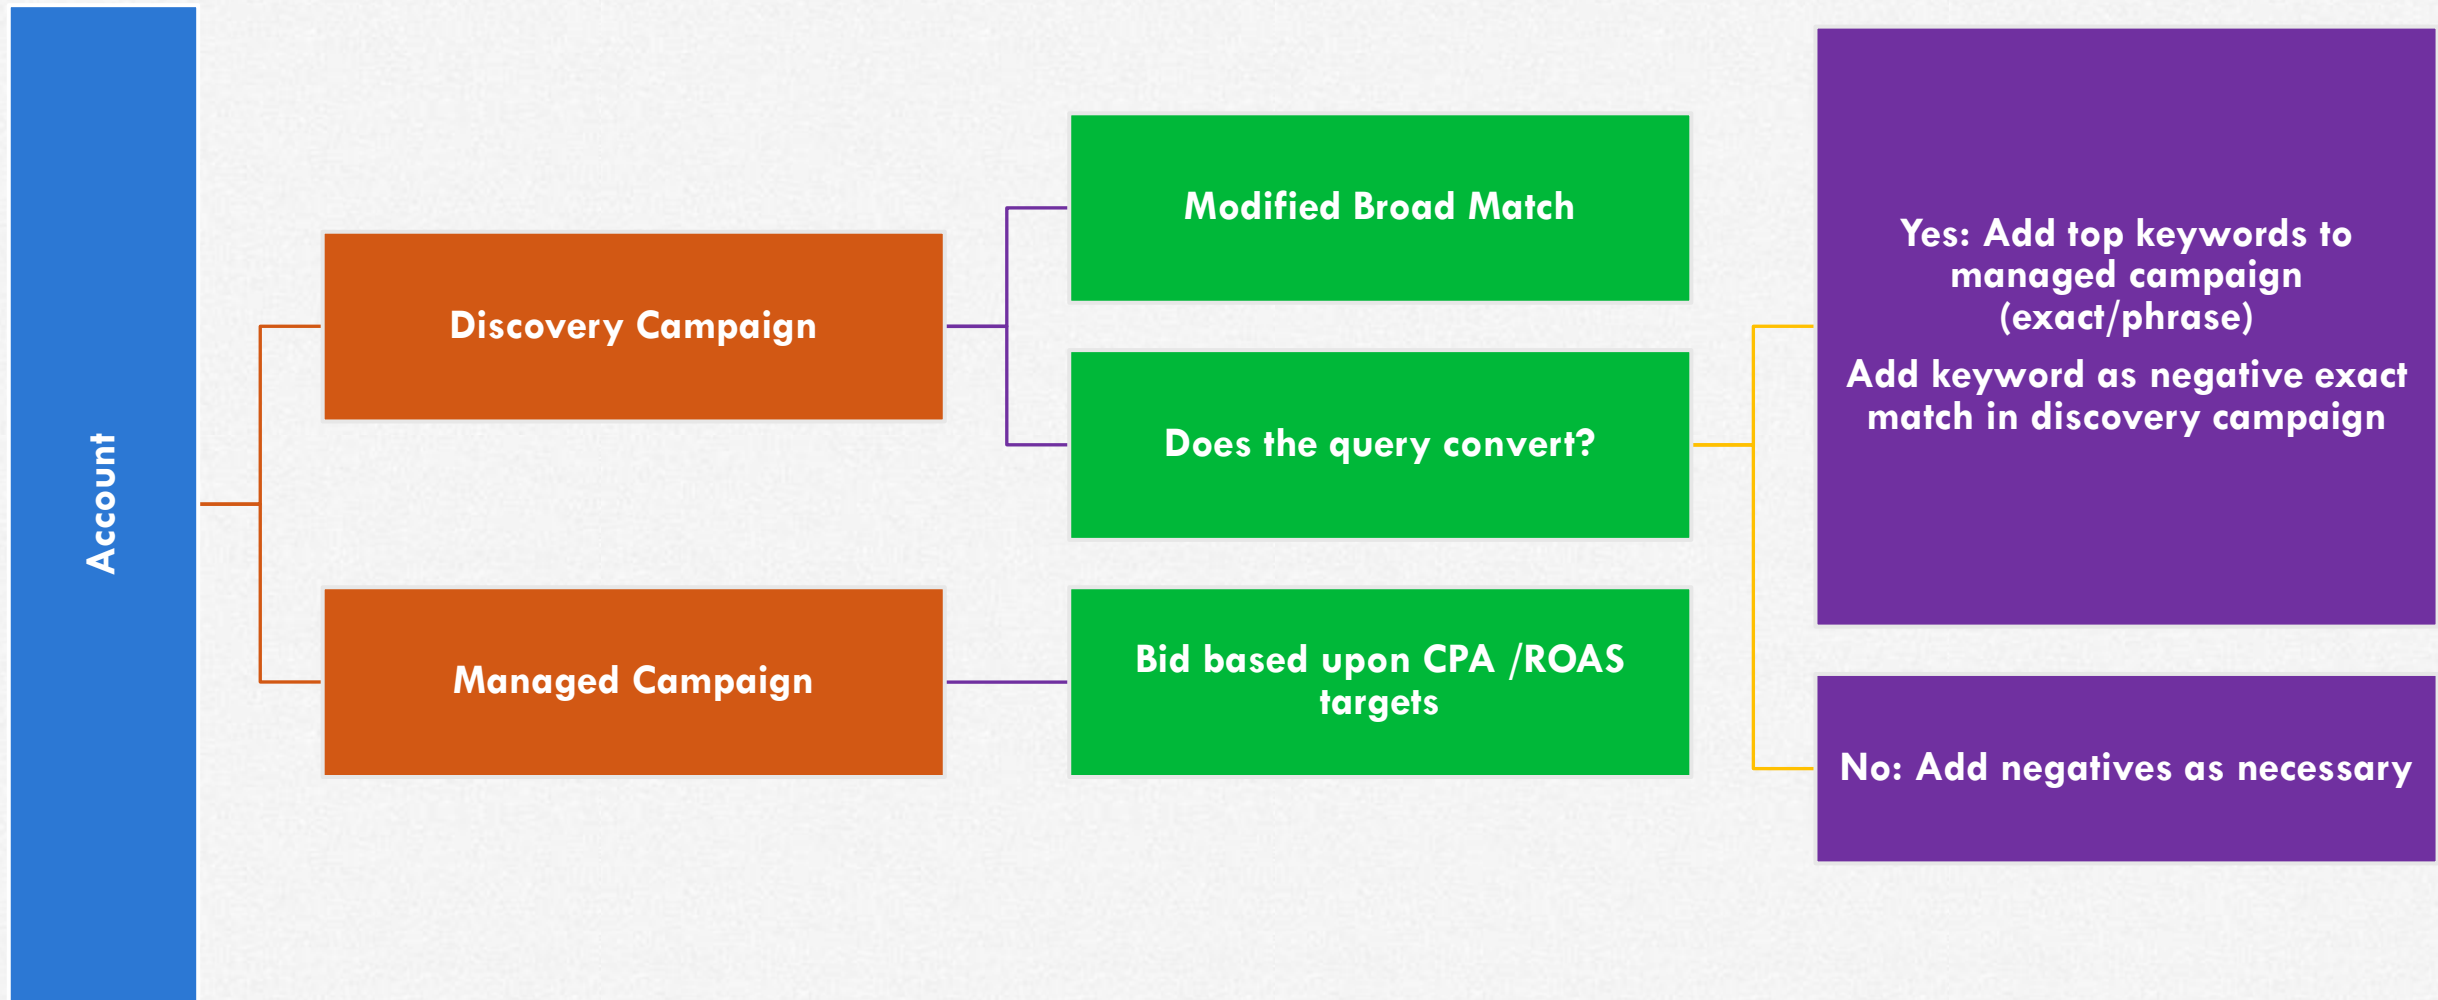 Account
Discovery Campaign
Managed Campaign
Modified Broad Match
Does the query convert?
Bid based upon CPA /ROAS
targets
Yes: Add top keywords to
managed campaign
(exact/phrase)
Add keyword as negative exact
match in discovery campaign
No: Add negatives as necessary